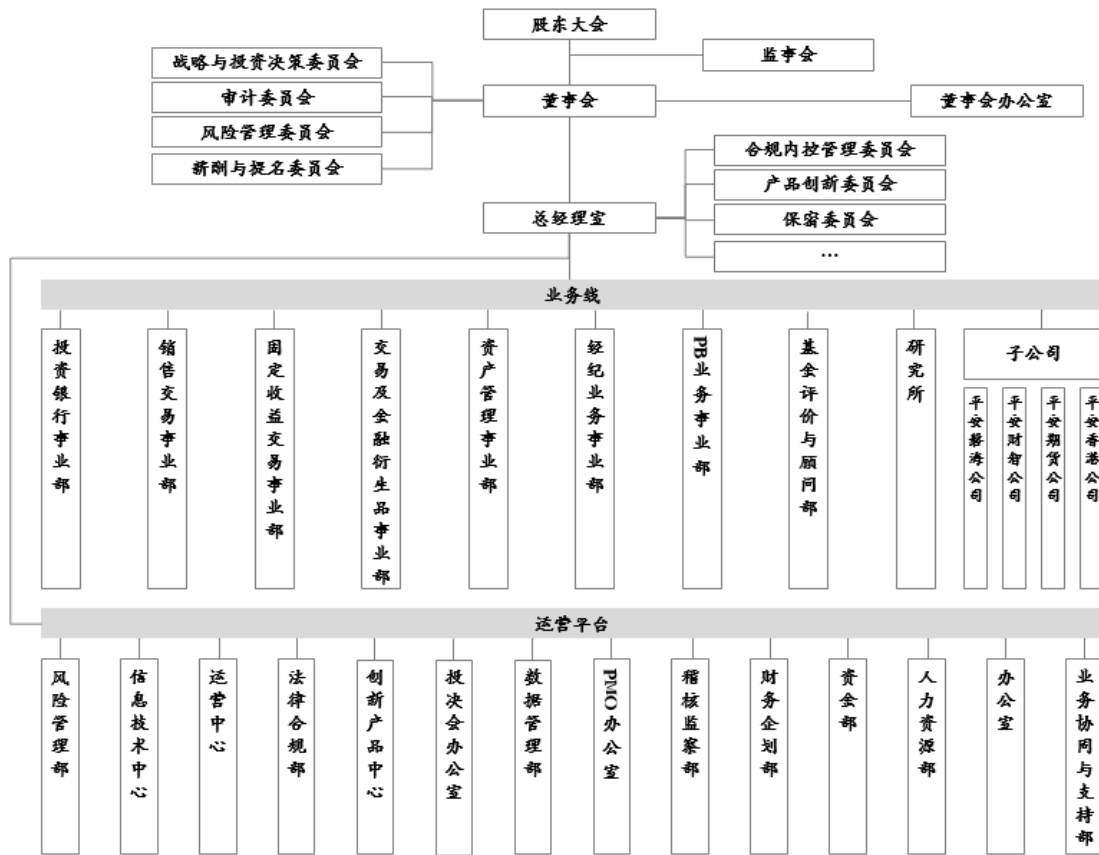 股东大会
监事会
战略与投资决策委员会
审计委员会
风险管理委员会
薪酬与提名委员会
董事会
董事会办公室
合规内控管理委员会
产品创新委员会
保密委员会
…
总经理室
业务线
投资银行事业部
销售交易事业部
固定收益交易事业部
交易及金融衍生品事业部
资产管理事业部
经纪业务事业部
PB业务事业部
基金评价与顾问部
研究所
子公司
平安磐海公司
平安财智公司
平安期货公司
平安香港公司
运营平台
风险管理部
信息技术中心
运营中心
法律合规部
创新产品中心
投决会办公室
数据管理部
PMO办公室
稽核监察部
财务企划部
资金部
人力资源部
办公室
业务协同与支持部